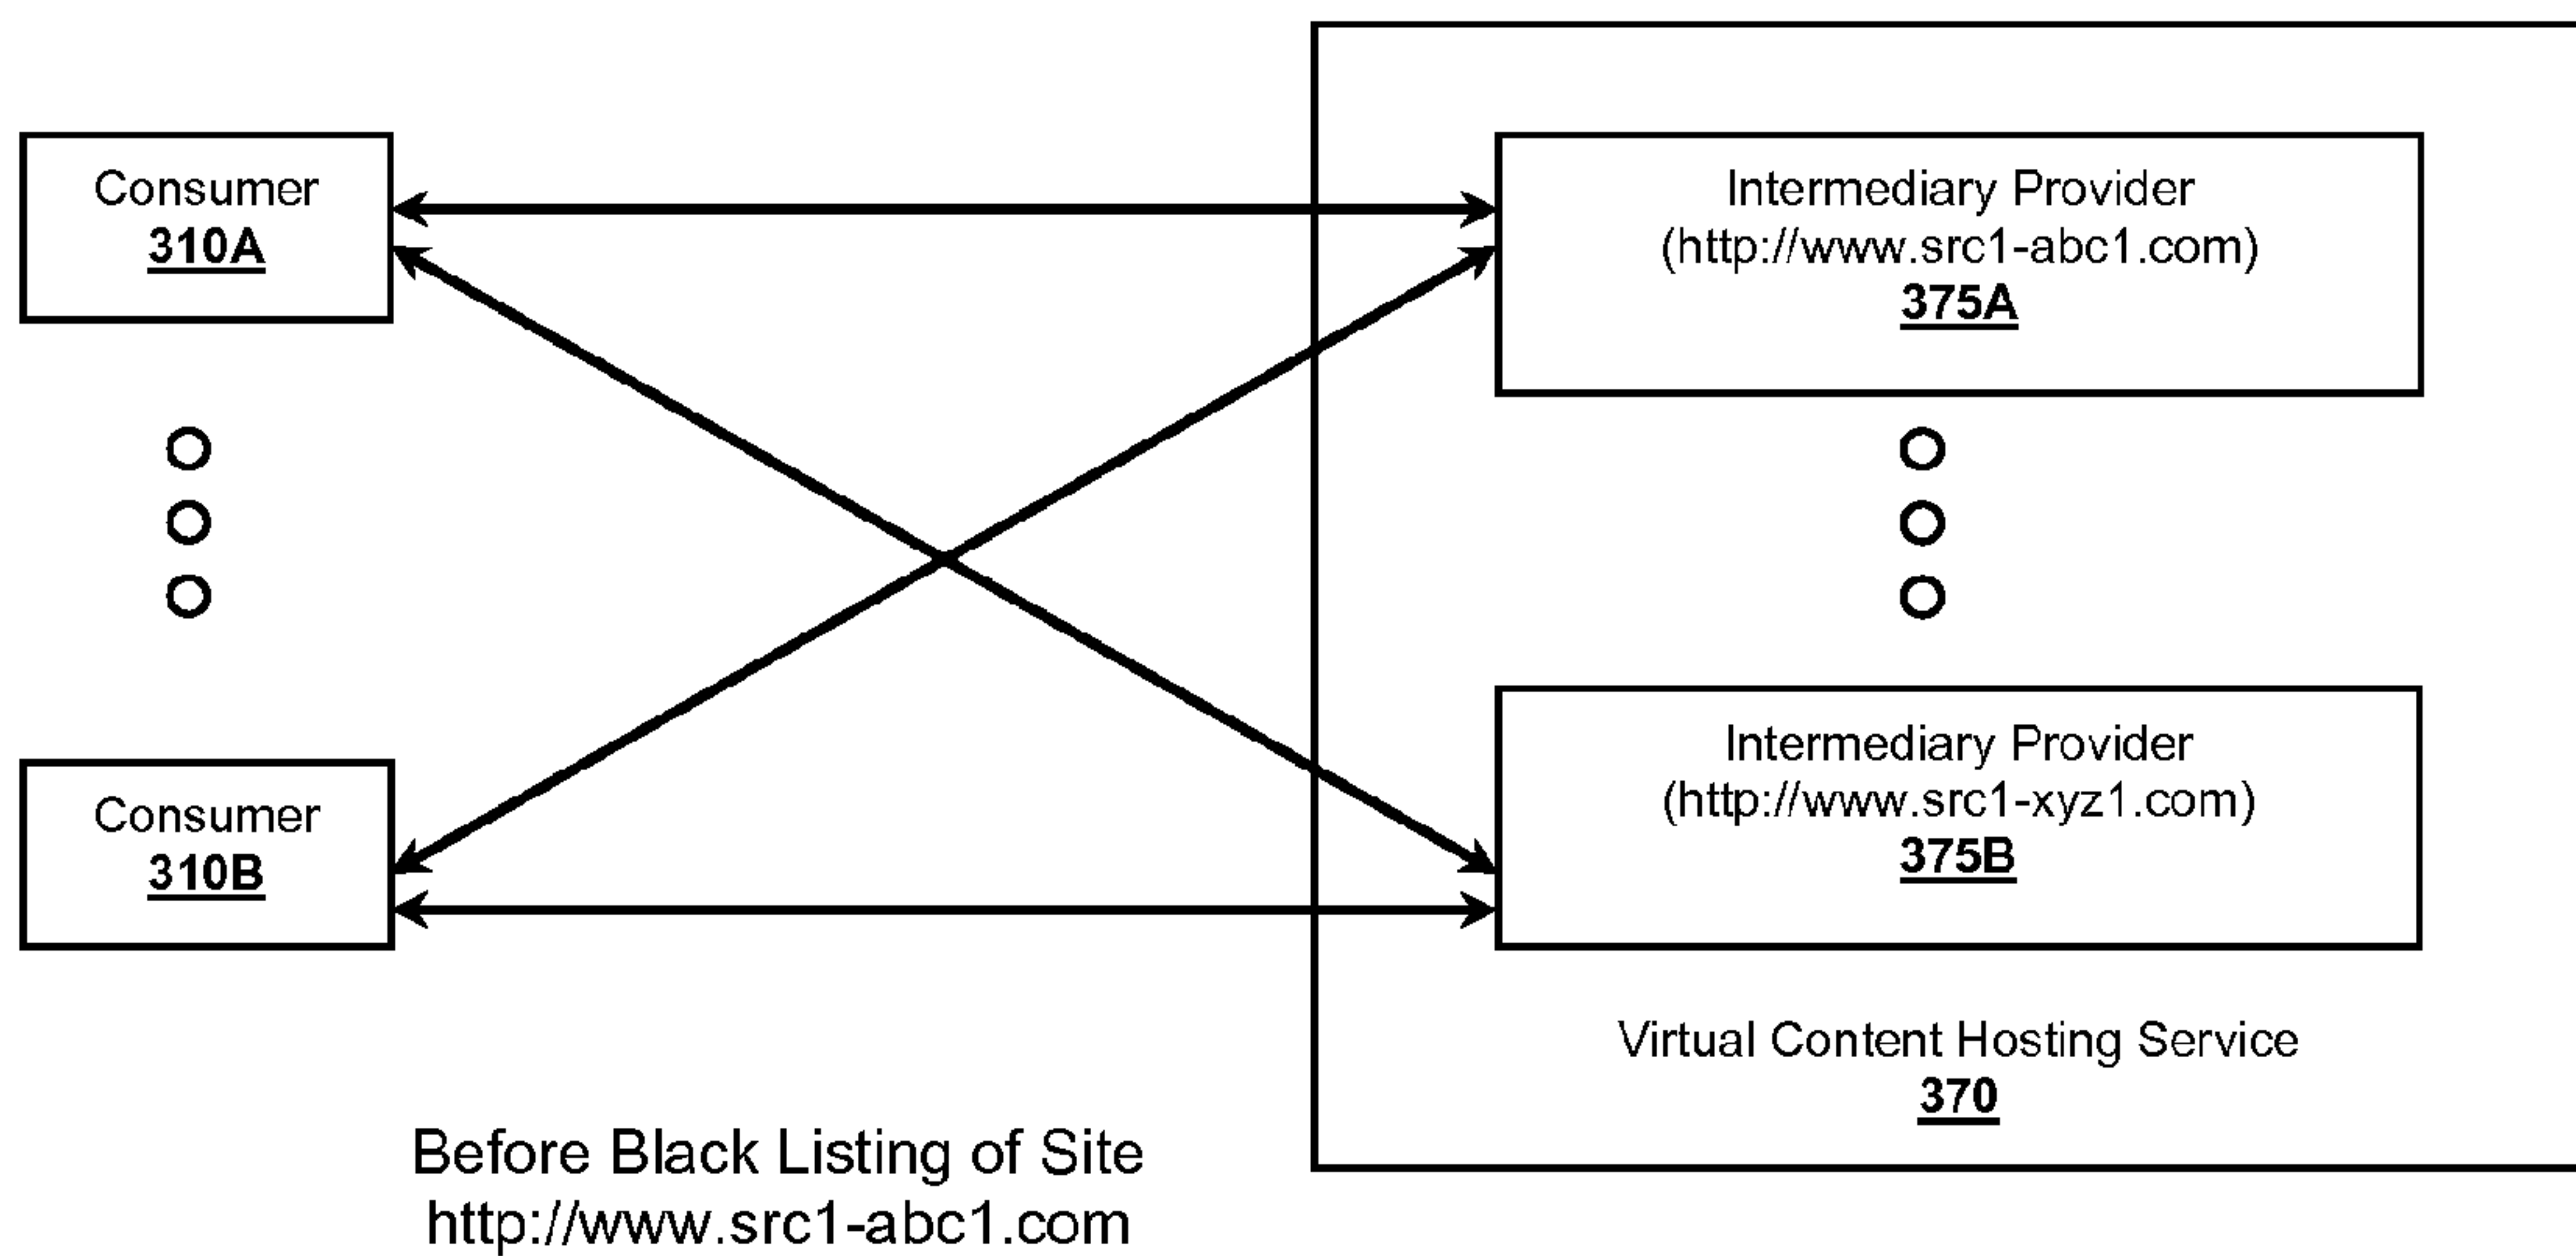 Consumer
310A
Intermediary Provider
(http://www.src1-abc1.com)
375A
Consumer
310B
Intermediary Provider
(http://www.src1-xyz1.com)
375B
Virtual Content Hosting Service
370
Before Black Listing of Site
http://www.src1-abc1.com